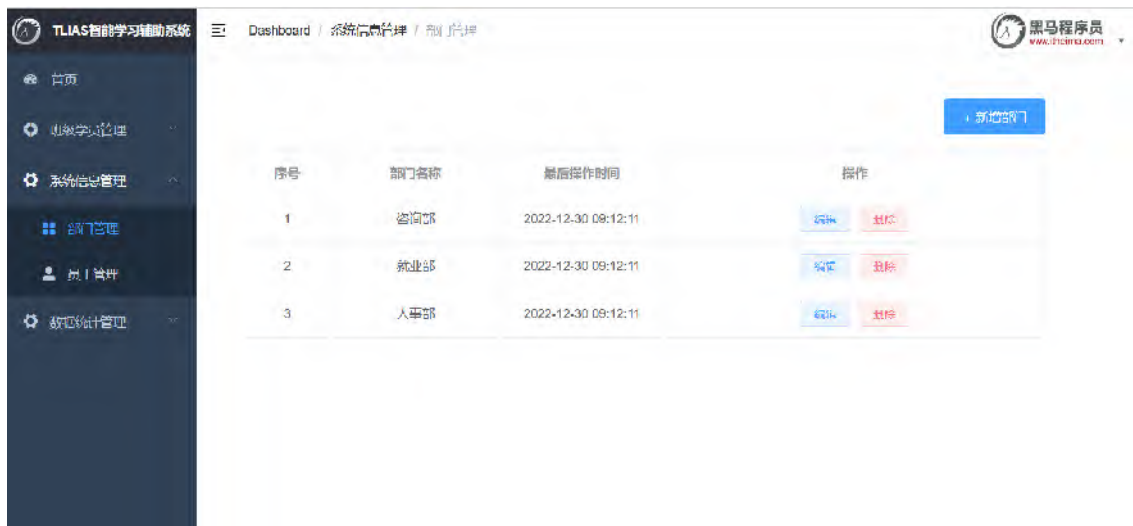 TLIAS智能学习辅助系统
Dashboard / 系统信息管理 / 部门管理
黑马程序员
www.itheima.com
首页
班级学员管理
系统信息管理
部门管理
员工管理
数据统计管理
+ 新增部门
序号 部门名称 最后操作时间 操作
1 咨询部 2022-12-30 09:12:11 编辑 删除
2 就业部 2022-12-30 09:12:11 编辑 删除
3 人事部 2022-12-30 09:12:11 编辑 删除